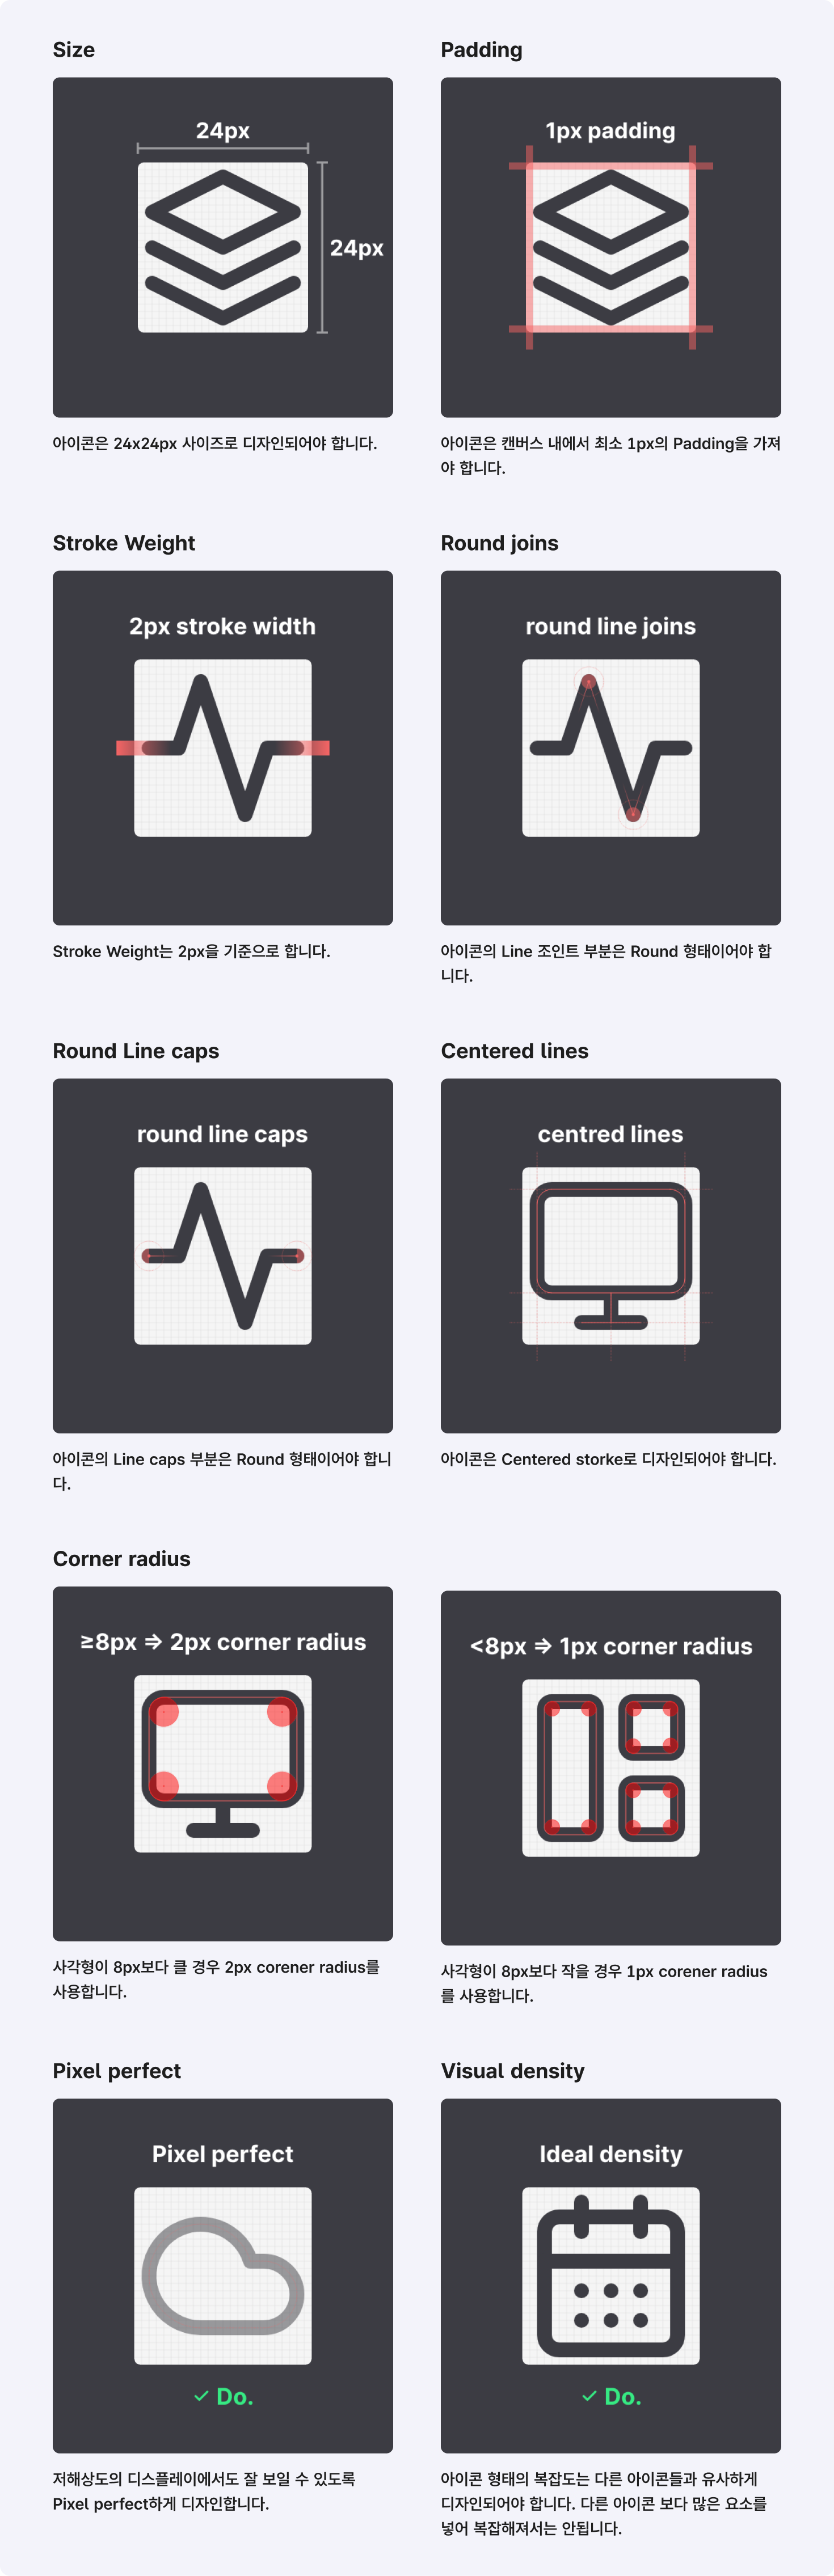 Size
24px
24px
아이콘은 24x24px 사이즈로 디자인되어야 합니다.
Padding
1px padding
아이콘은 캔버스 내에서 최소 1px의 Padding을 가져
야 합니다.
Stroke Weight
2px stroke width
Stroke Weight는 2px을 기준으로 합니다.
Round joins
round line joins
아이콘의 Line 조인트 부분은 Round 형태이어야 합
니다.
Round Line caps
round line caps
아이콘의 Line caps 부분은 Round 형태이어야 합니
다.
Centered lines
centred lines
아이콘은 Centered storke로 디자인되어야 합니다.
Corner radius
≥8px ⇒ 2px corner radius
사각형이 8px보다 클 경우 2px corener radius를
사용합니다.
<8px ⇒ 1px corner radius
사각형이 8px보다 작을 경우 1px corener radius
를 사용합니다.
Pixel perfect
Pixel perfect
✓ Do.
저해상도의 디스플레이에서도 잘 보일 수 있도록
Pixel perfect하게 디자인합니다.
Visual density
Ideal density
✓ Do.
아이콘 형태의 복잡도는 다른 아이콘들과 유사하게
디자인되어야 합니다. 다른 아이콘 보다 많은 요소를
넣어 복잡해져서는 안됩니다.